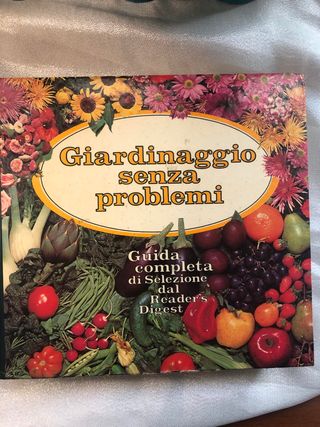 Giardinaggio
senza
problemi
Guida
completa
di Selezione
dal
Reader's
Digest